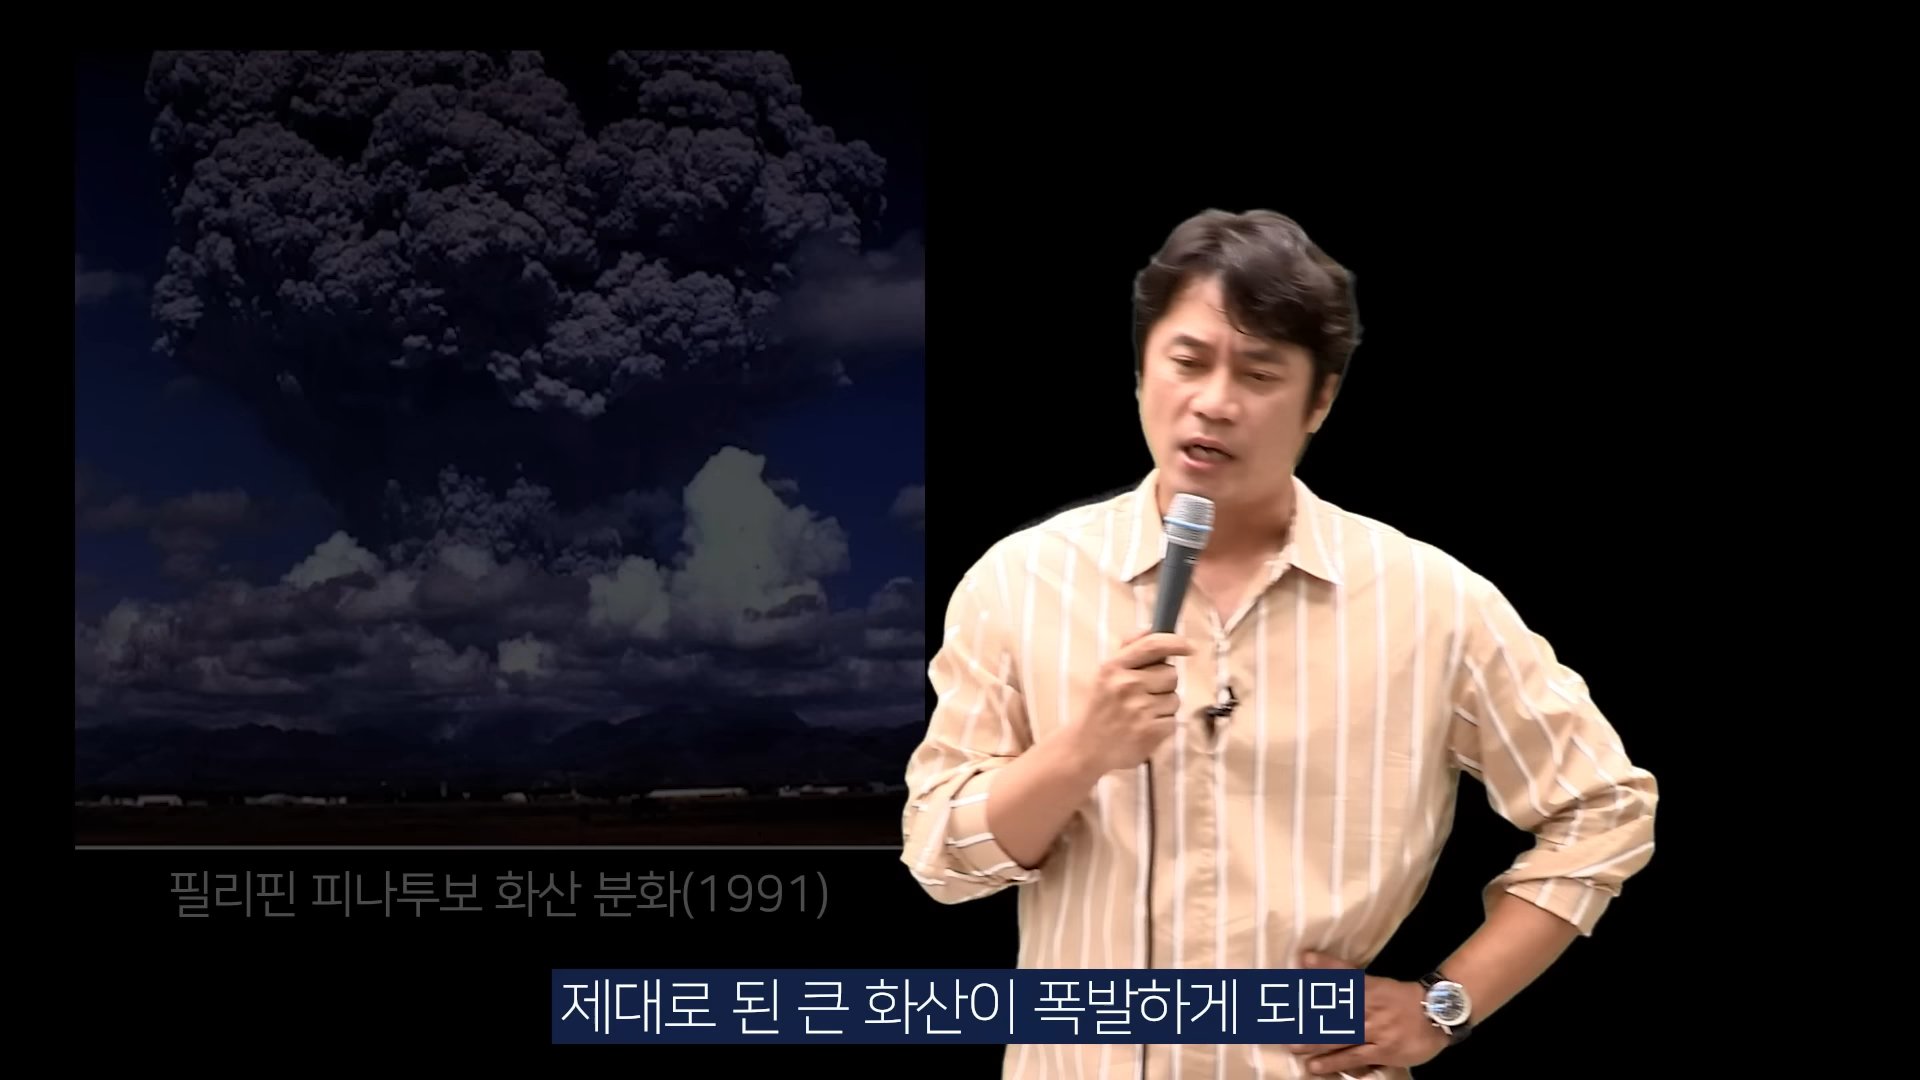 필리핀 피나투보 화산 분화(1991)
제대로 된 큰 화산이 폭발하게 되면